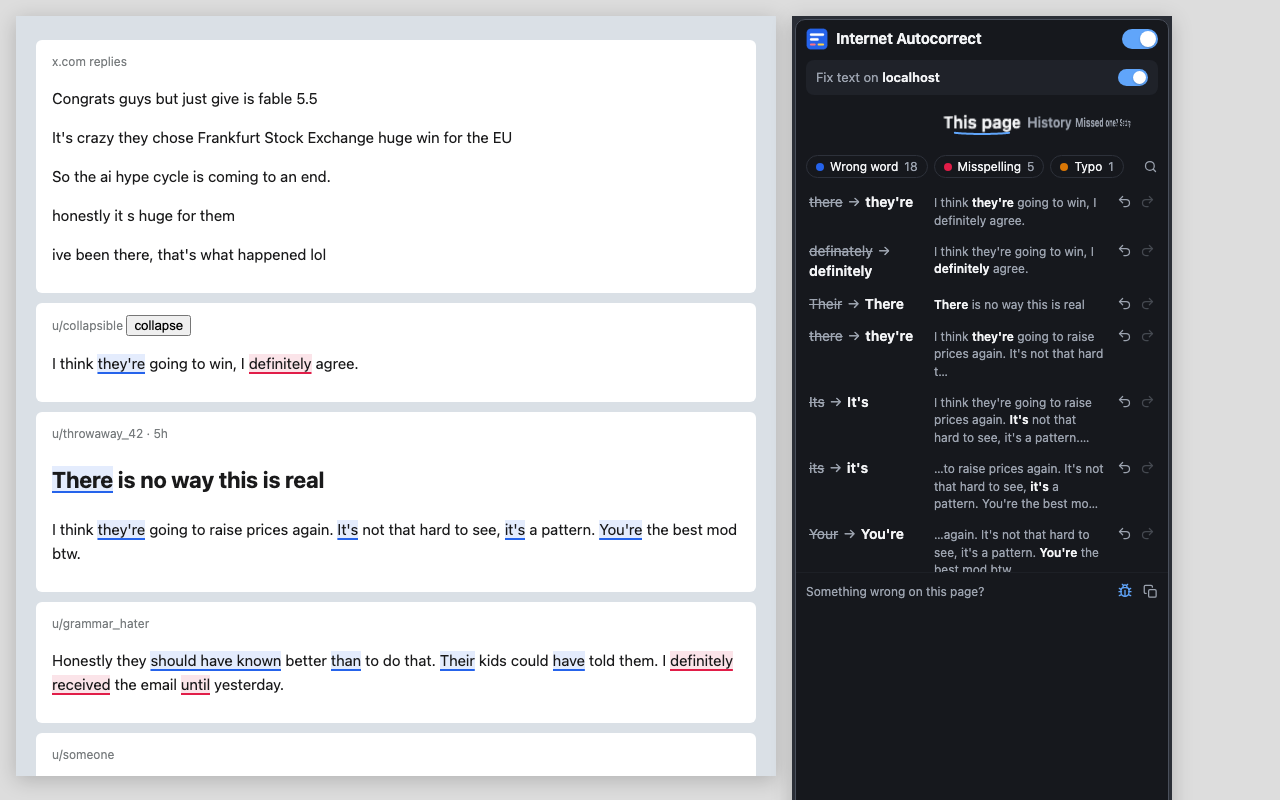 x.com replies
Congrats guys but just give is fable 5.5
It's crazy they chose Frankfurt Stock Exchange huge win for the EU
So the ai hype cycle is coming to an end.
honestly it s huge for them
ive been there, that's what happened lol
u/collapsible collapse
I think they're going to win, I definitely agree.
u/throwaway_42 · 5h
There is no way this is real
I think they're going to raise prices again. It's not that hard to see, it's a pattern. You're the best mod
btw.
u/grammar_hater
Honestly they should have known better than to do that. Their kids could have told them. I definitely
received the email until yesterday.
u/someone
Internet Autocorrect
Fix text on localhost
This page History Missed one?
Wrong word 18 Misspelling 5 Typo 1
there → they're
I think they're going to win, I
definitely agree.
definately →
definitely
I think they're going to win, I
definitely agree.
Their → There
There is no way this is real
there → they're
I think they're going to raise
prices again. It's not that hard
t...
Its → It's
I think they're going to raise
prices again. It's not that
hard to see, it's a pattern....
its → it's
...to raise prices again. It's not
that hard to see, it's a
pattern. You're the best mo...
Your → You're
...again. It's not that hard to
see, it's a pattern. You're the
best mod btw.
Something wrong on this page?